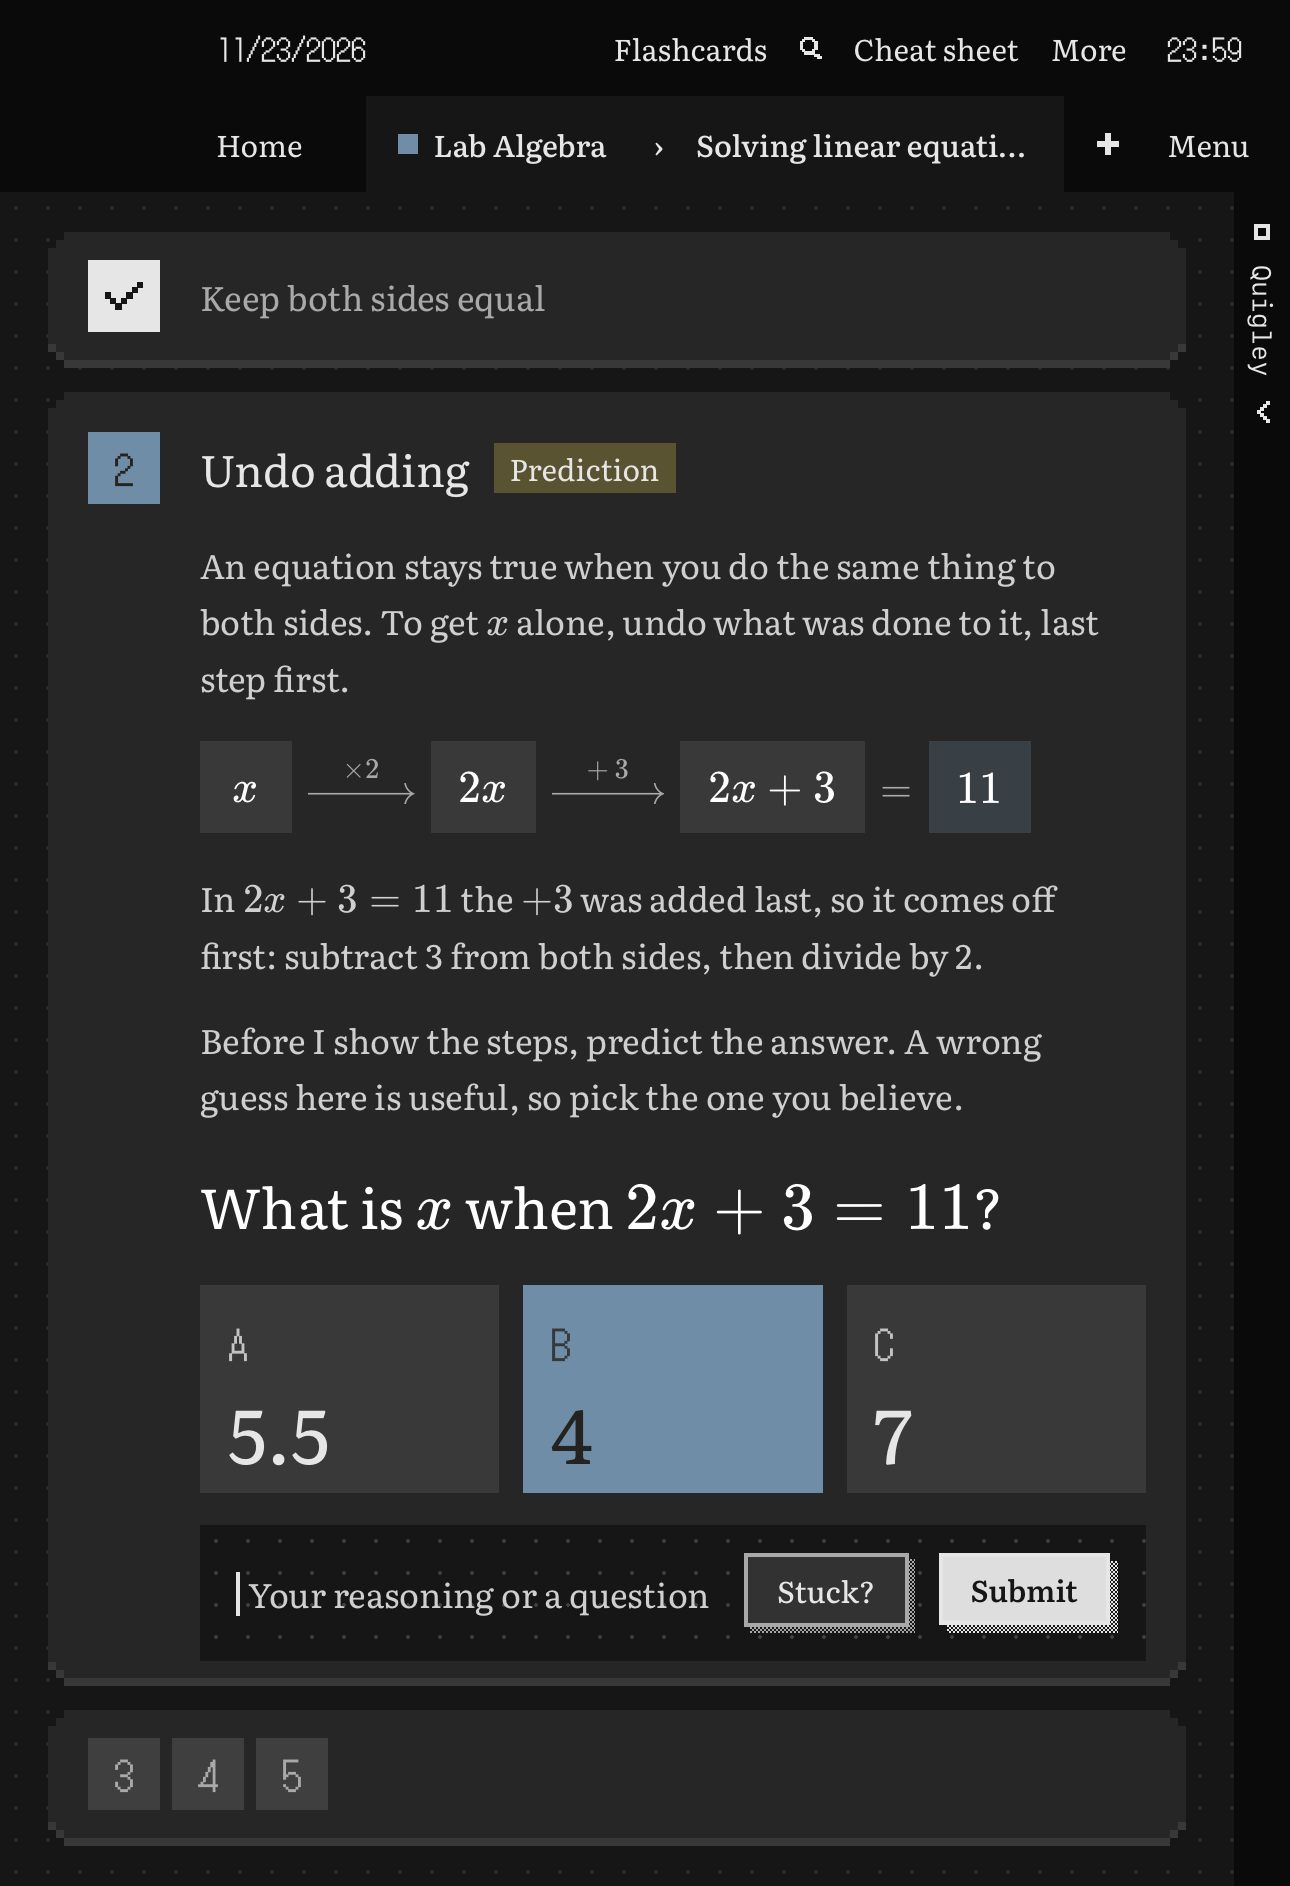 11/23/2026 Flashcards Cheat sheet More 23:59
Home Lab Algebra › Solving linear equati... Menu
Quigley
Keep both sides equal
2 Undo adding Prediction
An equation stays true when you do the same thing to
both sides. To get x alone, undo what was done to it, last
step first.
x ×2 2x + 3 2x + 3 = 11
In 2x + 3 = 11 the +3 was added last, so it comes off
first: subtract 3 from both sides, then divide by 2.
Before I show the steps, predict the answer. A wrong
guess here is useful, so pick the one you believe.
What is x when 2x + 3 = 11?
A B C
5.5 4 7
Your reasoning or a question Stuck? Submit
3 4 5